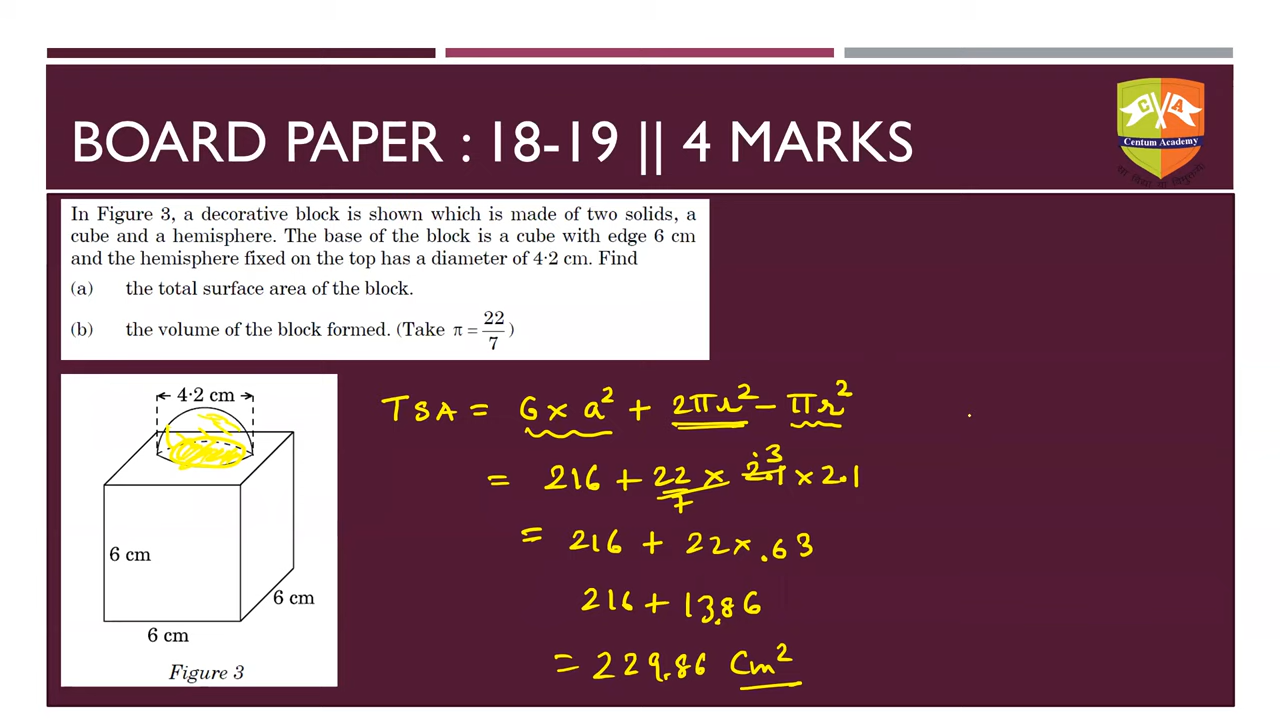 BOARD PAPER : 18-19 || 4 MARKS
C A
Centum Academy
In Figure 3, a decorative block is shown which is made of two solids, a
cube and a hemisphere. The base of the block is a cube with edge 6 cm
and the hemisphere fixed on the top has a diameter of 4·2 cm. Find
(a) the total surface area of the block.
(b) the volume of the block formed. (Take π = 22/7)
4·2 cm
6 cm
6 cm
6 cm
Figure 3
TSA = 6 × a² + 2πr² − πr²
= 216 + 22/7 × 2.1 × 2.1
.3
= 216 + 22 × .63
216 + 13.86
= 229.86 cm²